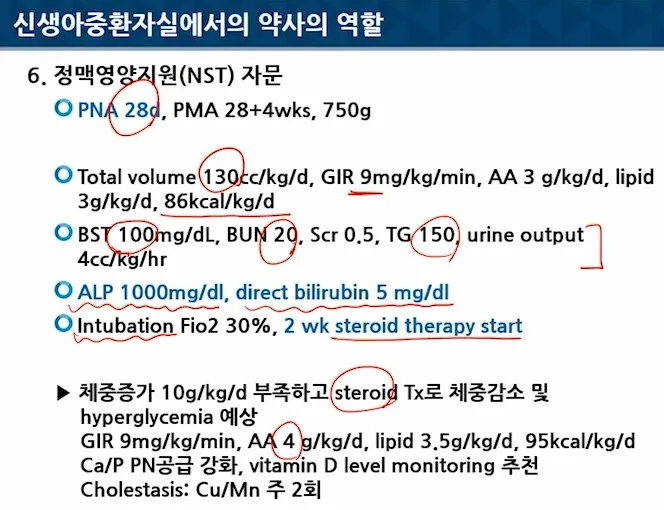 신생아중환자실에서의 약사의 역할
6. 정맥영양지원(NST) 자문
PNA 28d, PMA 28+4wks, 750g
Total volume 130cc/kg/d, GIR 9mg/kg/min, AA 3 g/kg/d, lipid
3g/kg/d, 86kcal/kg/d
BST 100mg/dL, BUN 20, Scr 0.5, TG 150, urine output
4cc/kg/hr
ALP 1000mg/dl, direct bilirubin 5 mg/dl
Intubation Fio2 30%, 2 wk steroid therapy start
▶ 체중증가 10g/kg/d 부족하고 steroid Tx로 체중감소 및
hyperglycemia 예상
GIR 9mg/kg/min, AA 4 g/kg/d, lipid 3.5g/kg/d, 95kcal/kg/d
Ca/P PN공급 강화, vitamin D level monitoring 추천
Cholestasis: Cu/Mn 주 2회